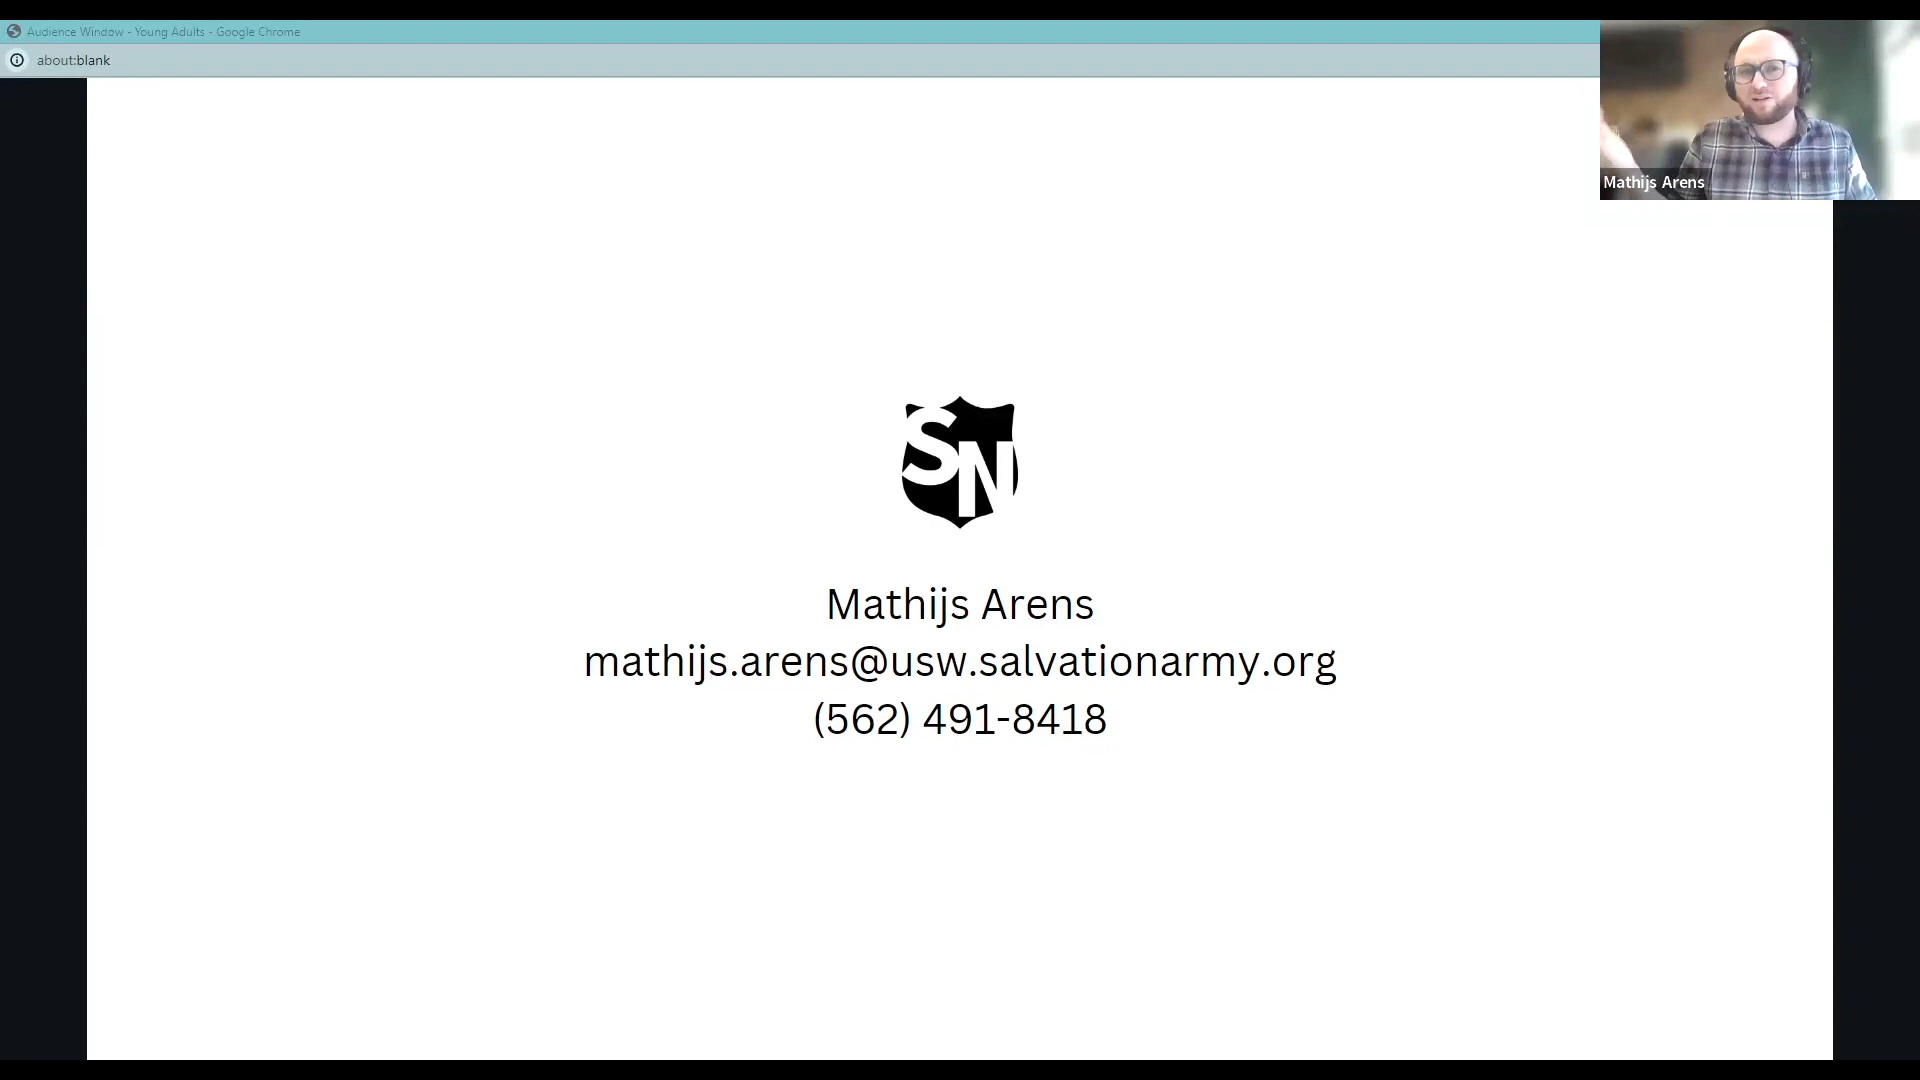 Audience Window - Young Adults - Google Chrome
about:blank
Mathijs Arens
SN
Mathijs Arens
mathijs.arens@usw.salvationarmy.org
(562) 491-8418